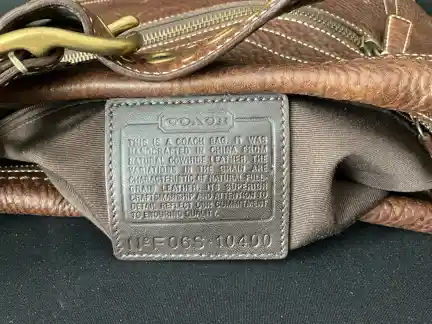 COACH
THIS IS A COACH BAG. IT WAS
HANDCRAFTED IN CHINA FROM
NATURAL COWHIDE LEATHER. THE
VARIATIONS IN THE GRAIN ARE
CHARACTERISTIC OF NATURAL FULL
GRAIN LEATHER. ITS SUPERIOR
CRAFTSMANSHIP AND ATTENTION TO
DETAIL REFLECT OUR COMMITMENT
TO ENDURING QUALITY.
Nº F06S-10400